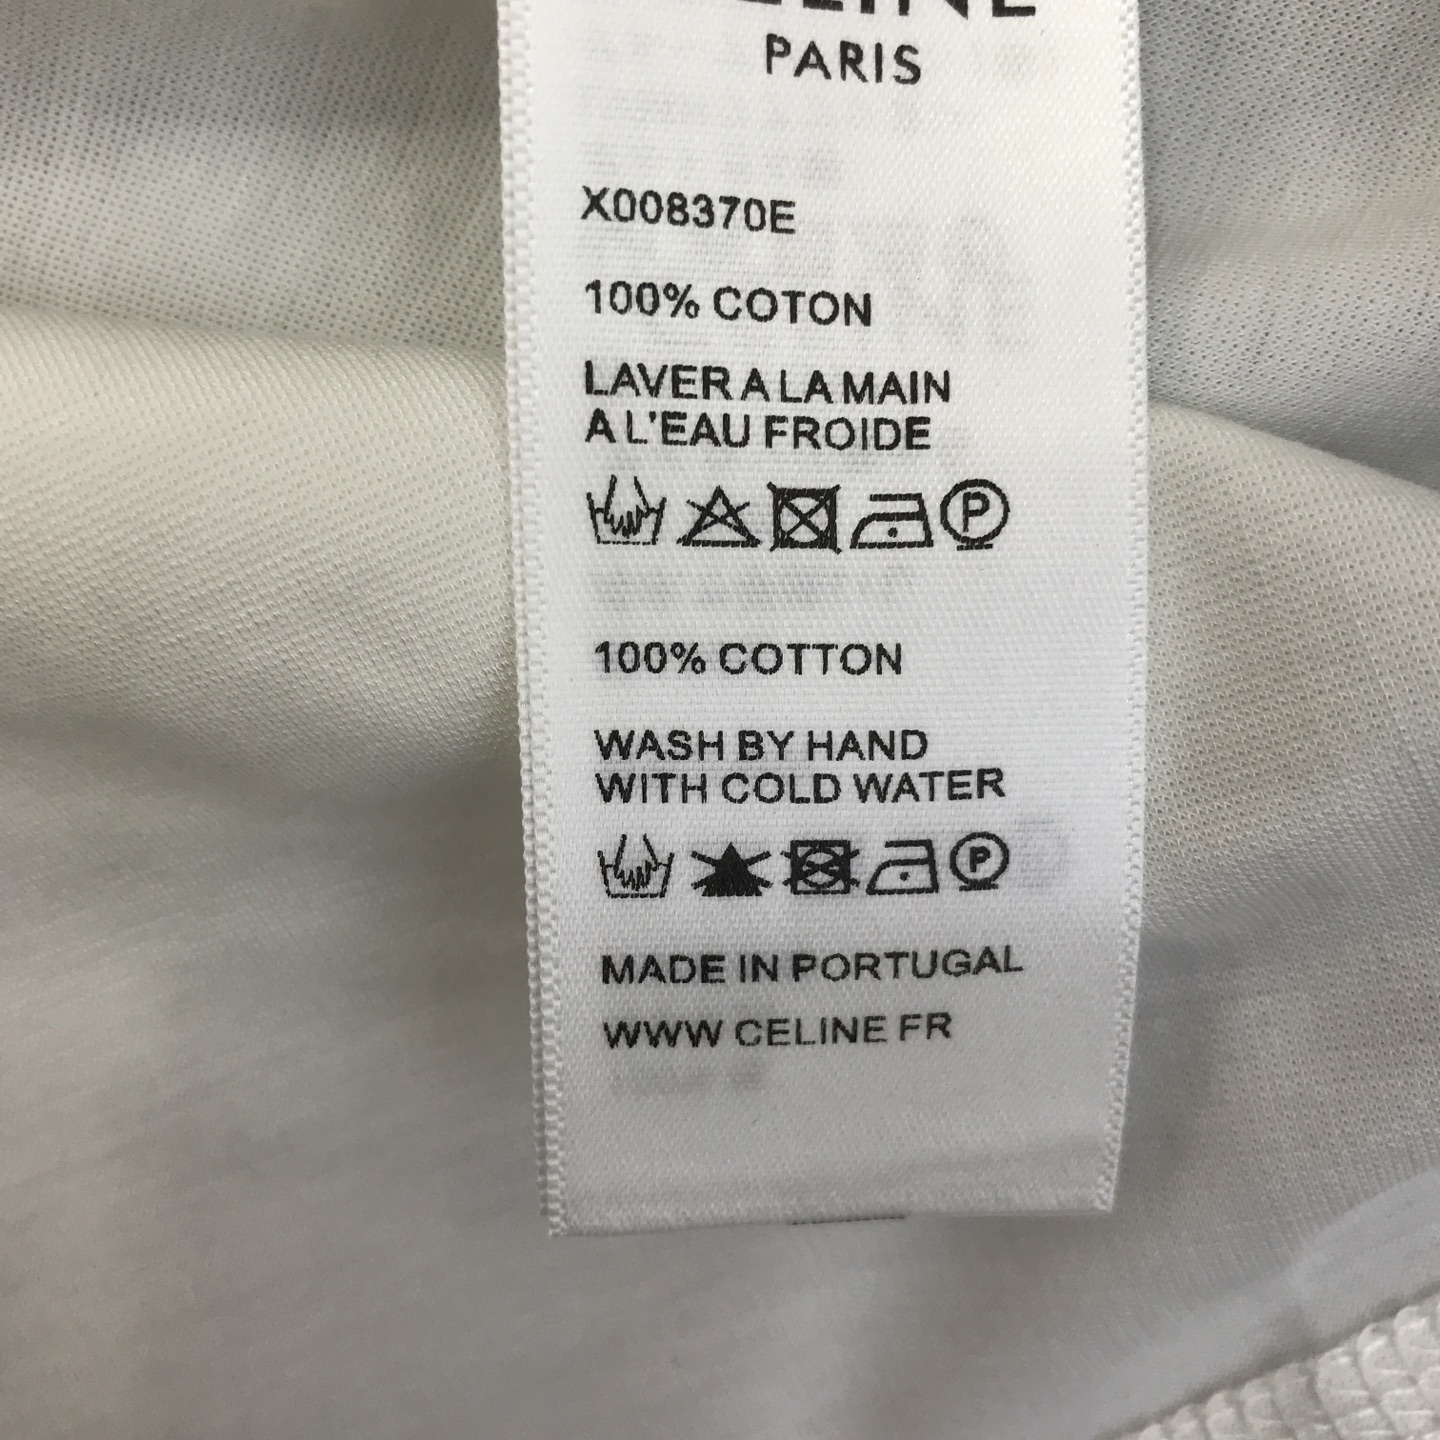 CELINE
PARIS
X008370E
100% COTON
LAVER A LA MAIN
A L'EAU FROIDE
P
100% COTTON
WASH BY HAND
WITH COLD WATER
P
MADE IN PORTUGAL
WWW CELINE FR